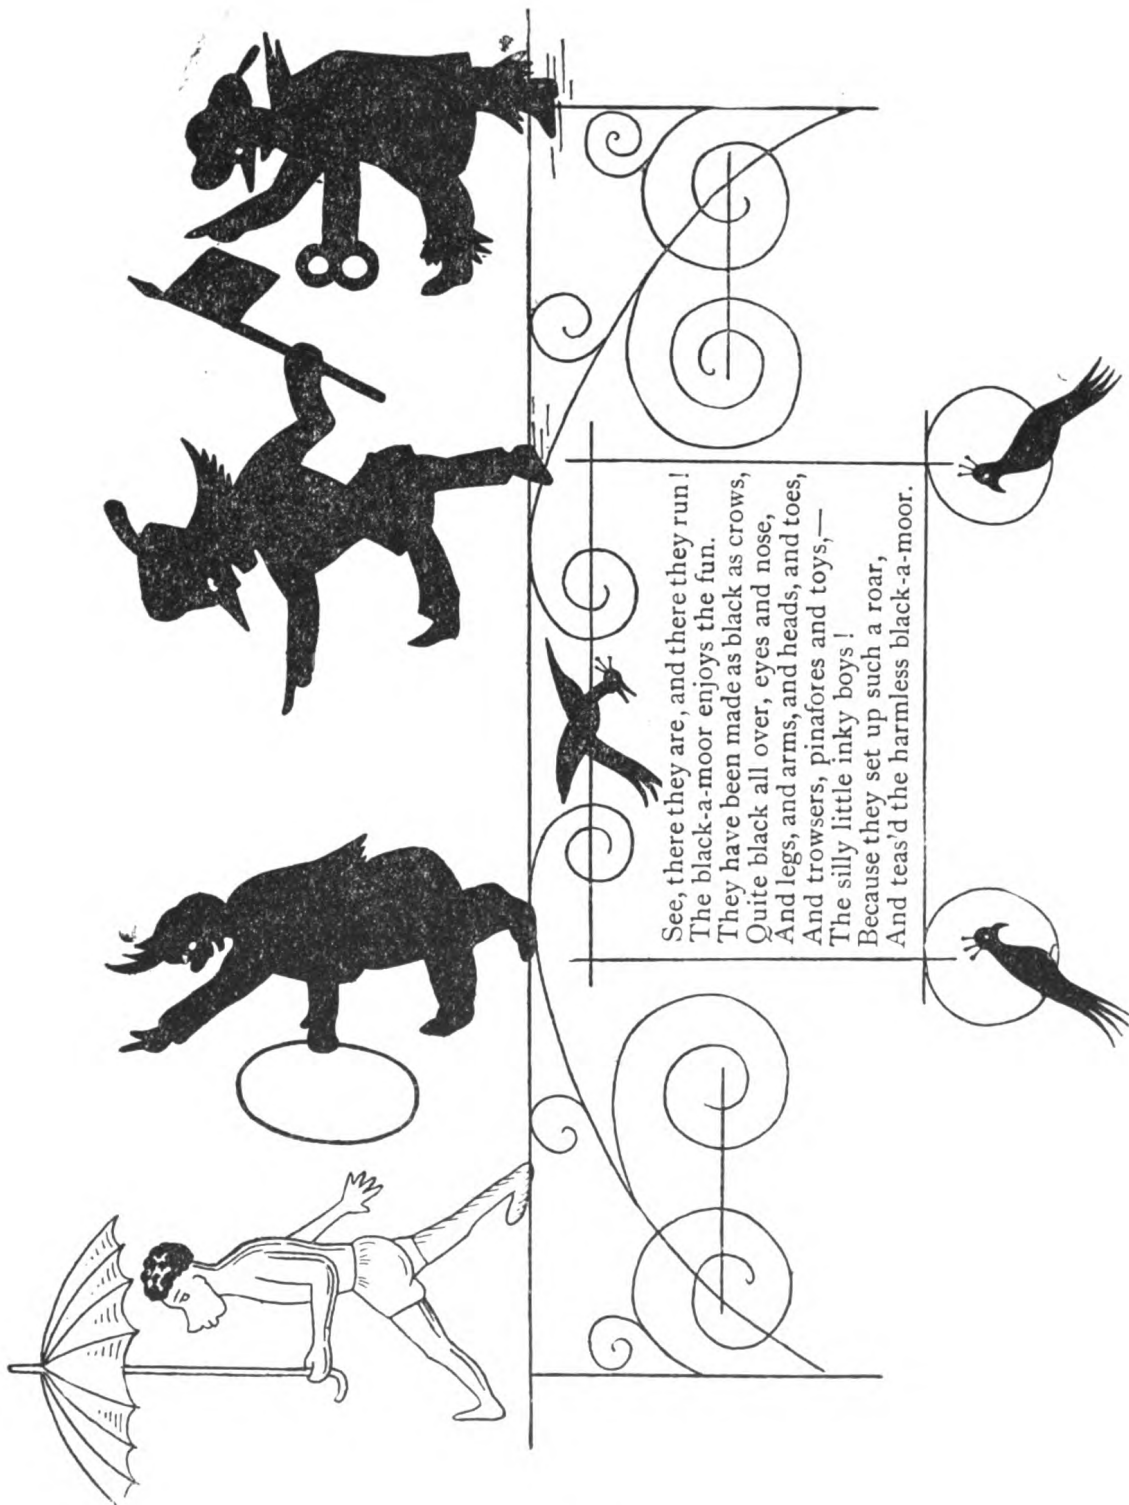 See, there they are, and there they run!
The black-a-moor enjoys the fun.
They have been made as black as crows,
Quite black all over, eyes and nose,
And legs, and arms, and heads, and toes,
And trowsers, pinafores and toys,—
The silly little inky boys!
Because they set up such a roar,
And teas'd the harmless black-a-moor.